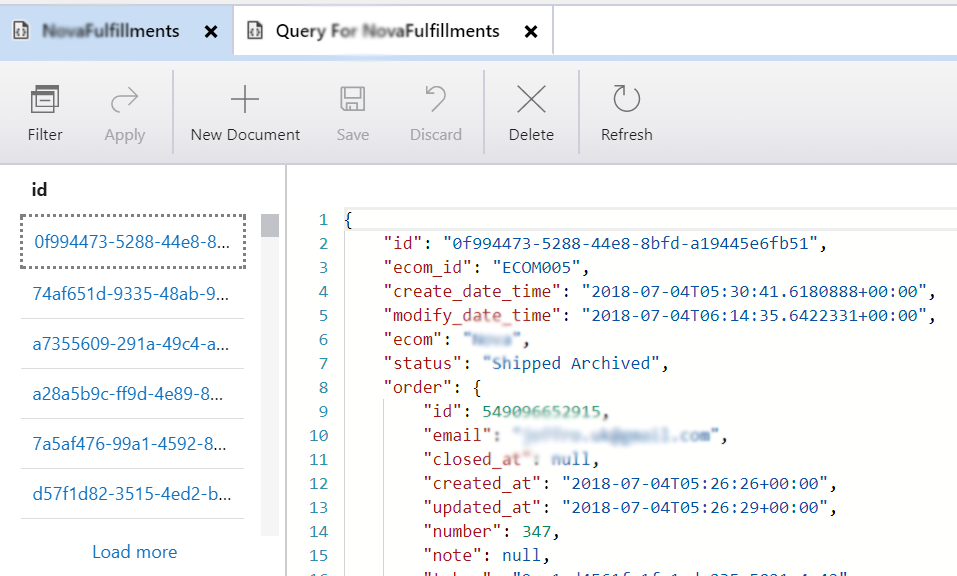 NovaFulfillments Query For NovaFulfillments
Filter Apply New Document Save Discard Delete Refresh
id
0f994473-5288-44e8-8...
74af651d-9335-48ab-9...
a7355609-291a-49c4-a...
a28a5b9c-ff9d-4e89-8...
7a5af476-99a1-4592-8...
d57f1d82-3515-4ed2-b...
Load more
1 {
2 "id": "0f994473-5288-44e8-8bfd-a19445e6fb51",
3 "ecom_id": "ECOM005",
4 "create_date_time": "2018-07-04T05:30:41.6180888+00:00",
5 "modify_date_time": "2018-07-04T06:14:35.6422331+00:00",
6 "ecom": "
7 "status": "Shipped Archived",
8 "order": {
9 "id": 549096652915,
10 "email":
11 "closed_at": null,
12 "created_at": "2018-07-04T05:26:26+00:00",
13 "updated_at": "2018-07-04T05:26:29+00:00",
14 "number": 347,
15 "note": null,